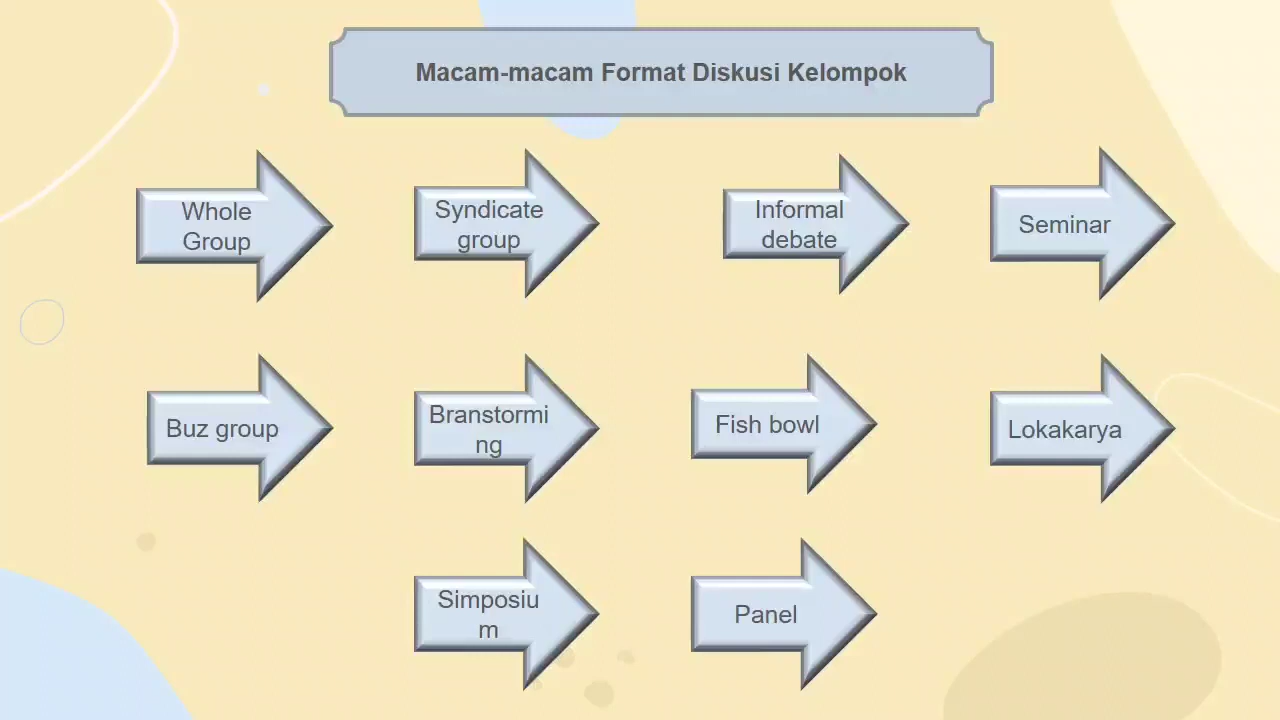 Macam-macam Format Diskusi Kelompok
Whole
Group
Syndicate
group
Informal
debate
Seminar
Buz group
Branstormi
ng
Fish bowl
Lokakarya
Simposiu
m
Panel